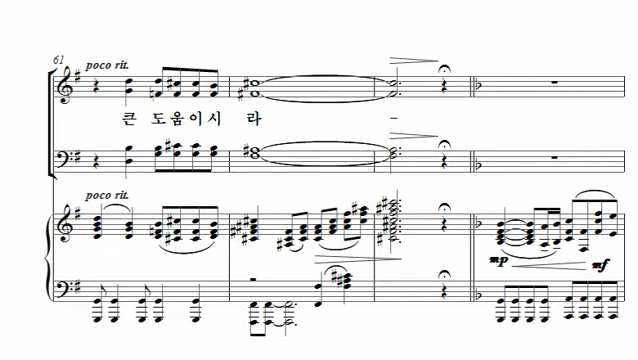 61
poco rit.
큰 도 움 이 시 라 -
poco rit.
mp mf